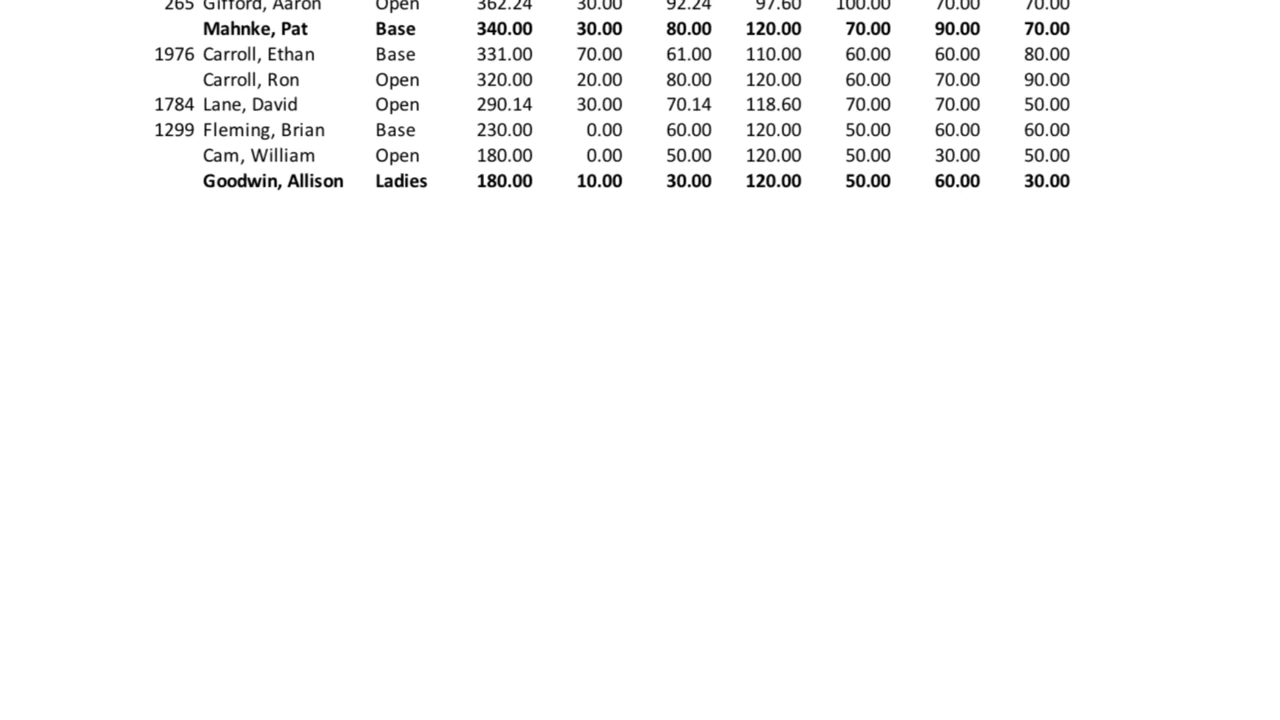 265 Gifford, Aaron Open 362.24 30.00 92.24 97.60 100.00 70.00 70.00
Mahnke, Pat Base 340.00 30.00 80.00 120.00 70.00 90.00 70.00
1976 Carroll, Ethan Base 331.00 70.00 61.00 110.00 60.00 60.00 80.00
Carroll, Ron Open 320.00 20.00 80.00 120.00 60.00 70.00 90.00
1784 Lane, David Open 290.14 30.00 70.14 118.60 70.00 70.00 50.00
1299 Fleming, Brian Base 230.00 0.00 60.00 120.00 50.00 60.00 60.00
Cam, William Open 180.00 0.00 50.00 120.00 50.00 30.00 50.00
Goodwin, Allison Ladies 180.00 10.00 30.00 120.00 50.00 60.00 30.00